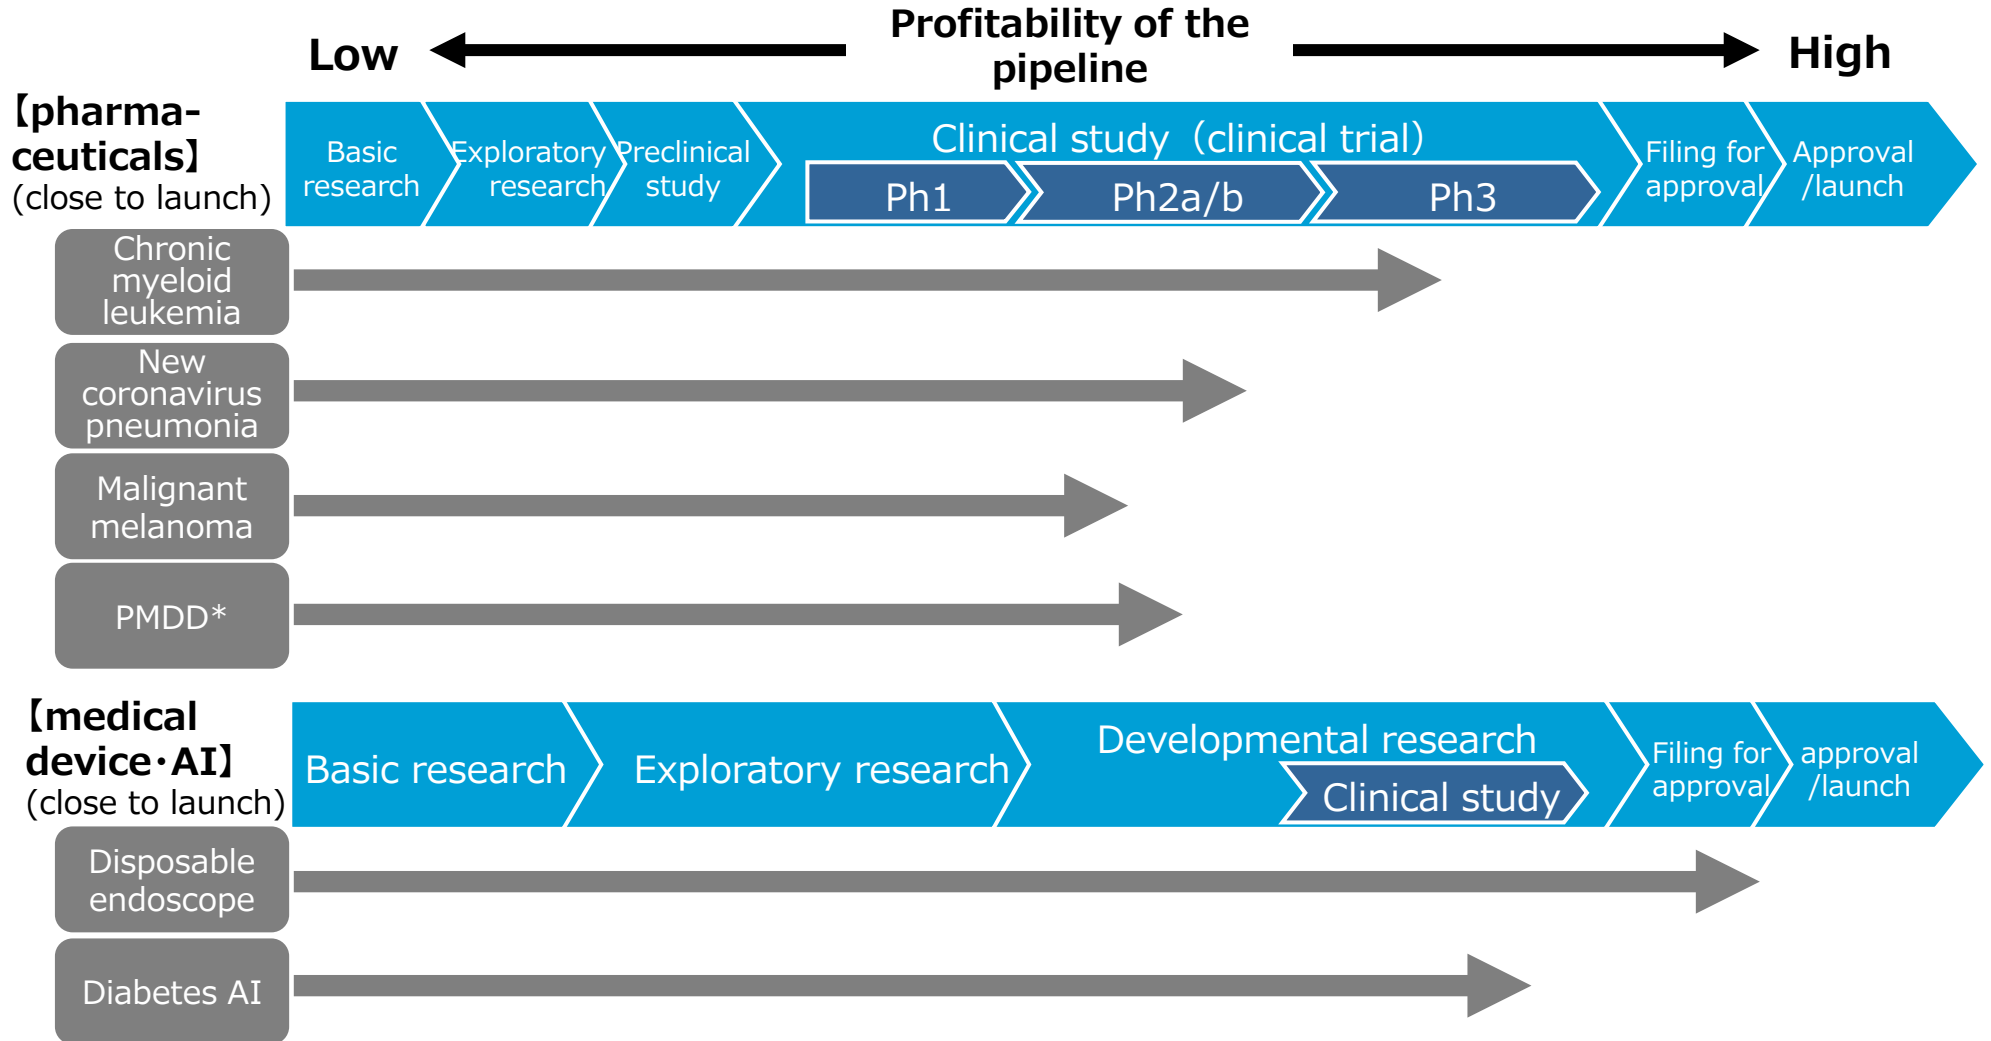 Profitability of the
pipeline
Low
High
【pharma-
ceuticals】
(close to launch)
Basic
research
Exploratory
research
Preclinical
study
Clinical study（clinical trial）
Ph1
Ph2a/b
Ph3
Filing for
approval
Approval
/launch
Chronic
myeloid
leukemia
New
coronavirus
pneumonia
Malignant
melanoma
PMDD*
【medical
device･AI】
(close to launch)
Basic research
Exploratory research
Developmental research
Clinical study
Filing for
approval
approval
/launch
Disposable
endoscope
Diabetes AI